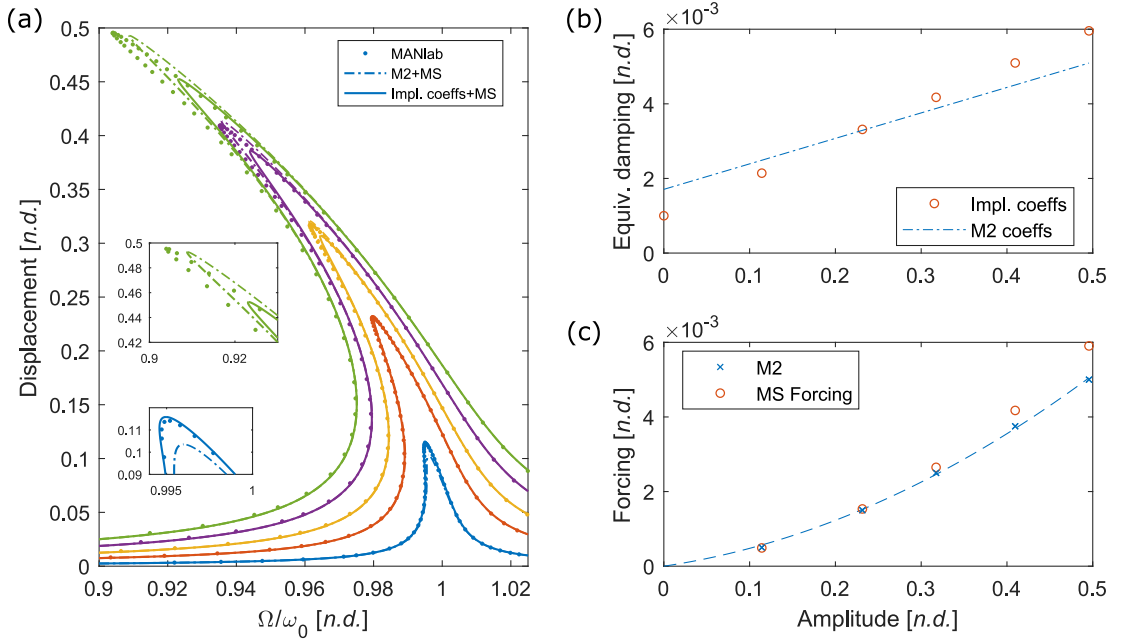 (a)
0.5
0.45
0.4
0.35
0.3
0.25
0.2
0.15
0.1
0.05
0
Displacement [n.d.]
MANlab
M2+MS
Impl. coeffs+MS
0.5
0.48
0.46
0.44
0.42
0.9 0.92
0.11
0.1
0.09
0.995 1
0.9 0.92 0.94 0.96 0.98 1 1.02
Ω/ω0 [n.d.]
(b)
×10-3
6
4
2
0
Equiv. damping [n.d.]
Impl. coeffs
M2 coeffs
0 0.1 0.2 0.3 0.4 0.5
(c)
×10-3
6
4
2
0
Forcing [n.d.]
M2
MS Forcing
0 0.1 0.2 0.3 0.4 0.5
Amplitude [n.d.]